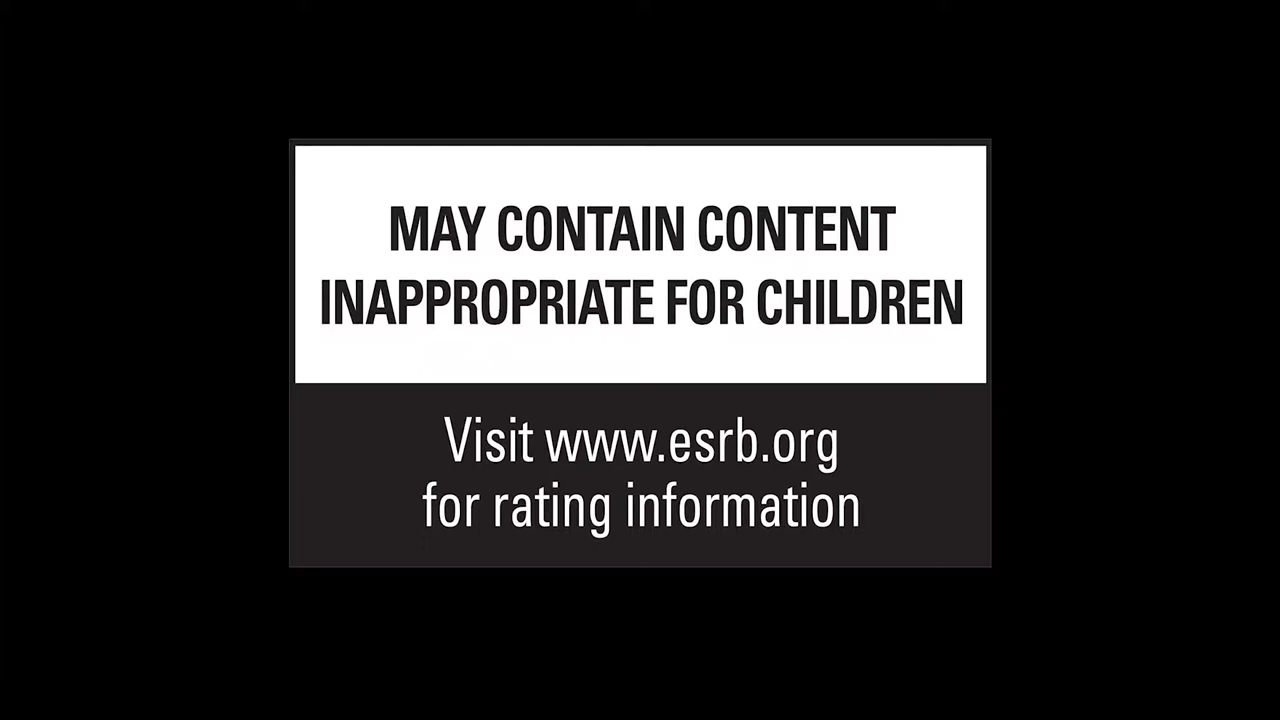 MAY CONTAIN CONTENT
INAPPROPRIATE FOR CHILDREN
Visit www.esrb.org
for rating information